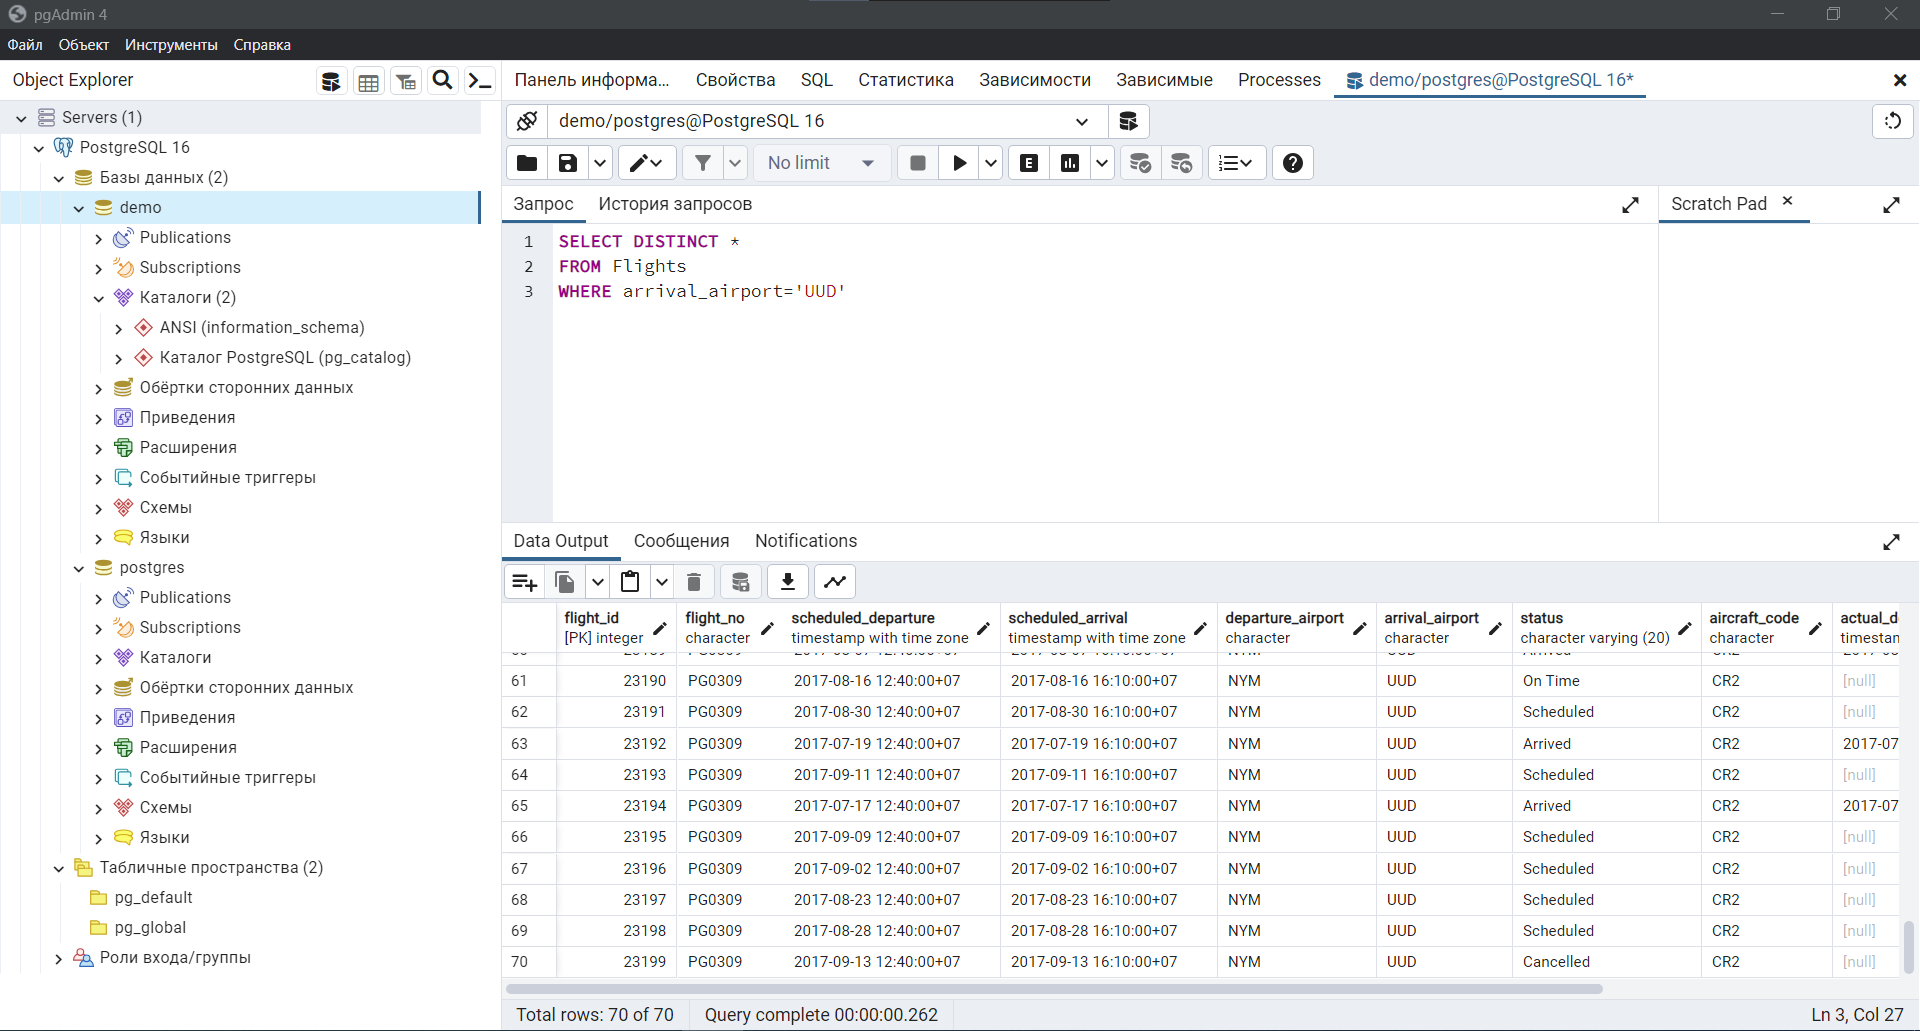 pgAdmin 4
Файл Объект Инструменты Справка
Object Explorer
Servers (1)
PostgreSQL 16
Базы данных (2)
demo
Publications
Subscriptions
Каталоги (2)
ANSI (information_schema)
Каталог PostgreSQL (pg_catalog)
Обёртки сторонних данных
Приведения
Расширения
Событийные триггеры
Схемы
Языки
postgres
Publications
Subscriptions
Каталоги
Обёртки сторонних данных
Приведения
Расширения
Событийные триггеры
Схемы
Языки
Табличные пространства (2)
pg_default
pg_global
Роли входа/группы
Панель информа... Свойства SQL Статистика Зависимости Зависимые Processes demo/postgres@PostgreSQL 16*
demo/postgres@PostgreSQL 16
No limit E
Запрос История запросов
Scratch Pad
1 SELECT DISTINCT *
2 FROM Flights
3 WHERE arrival_airport='UUD'
Data Output Сообщения Notifications
flight_id flight_no scheduled_departure scheduled_arrival departure_airport arrival_airport status aircraft_code actual_d
[PK] integer character timestamp with time zone timestamp with time zone character character character varying (20) character timestan
61 23190 PG0309 2017-08-16 12:40:00+07 2017-08-16 16:10:00+07 NYM UUD On Time CR2 [null]
62 23191 PG0309 2017-08-30 12:40:00+07 2017-08-30 16:10:00+07 NYM UUD Scheduled CR2 [null]
63 23192 PG0309 2017-07-19 12:40:00+07 2017-07-19 16:10:00+07 NYM UUD Arrived CR2 2017-07
64 23193 PG0309 2017-09-11 12:40:00+07 2017-09-11 16:10:00+07 NYM UUD Scheduled CR2 [null]
65 23194 PG0309 2017-07-17 12:40:00+07 2017-07-17 16:10:00+07 NYM UUD Arrived CR2 2017-07
66 23195 PG0309 2017-09-09 12:40:00+07 2017-09-09 16:10:00+07 NYM UUD Scheduled CR2 [null]
67 23196 PG0309 2017-09-02 12:40:00+07 2017-09-02 16:10:00+07 NYM UUD Scheduled CR2 [null]
68 23197 PG0309 2017-08-23 12:40:00+07 2017-08-23 16:10:00+07 NYM UUD Scheduled CR2 [null]
69 23198 PG0309 2017-08-28 12:40:00+07 2017-08-28 16:10:00+07 NYM UUD Scheduled CR2 [null]
70 23199 PG0309 2017-09-13 12:40:00+07 2017-09-13 16:10:00+07 NYM UUD Cancelled CR2 [null]
Total rows: 70 of 70 Query complete 00:00:00.262 Ln 3, Col 27